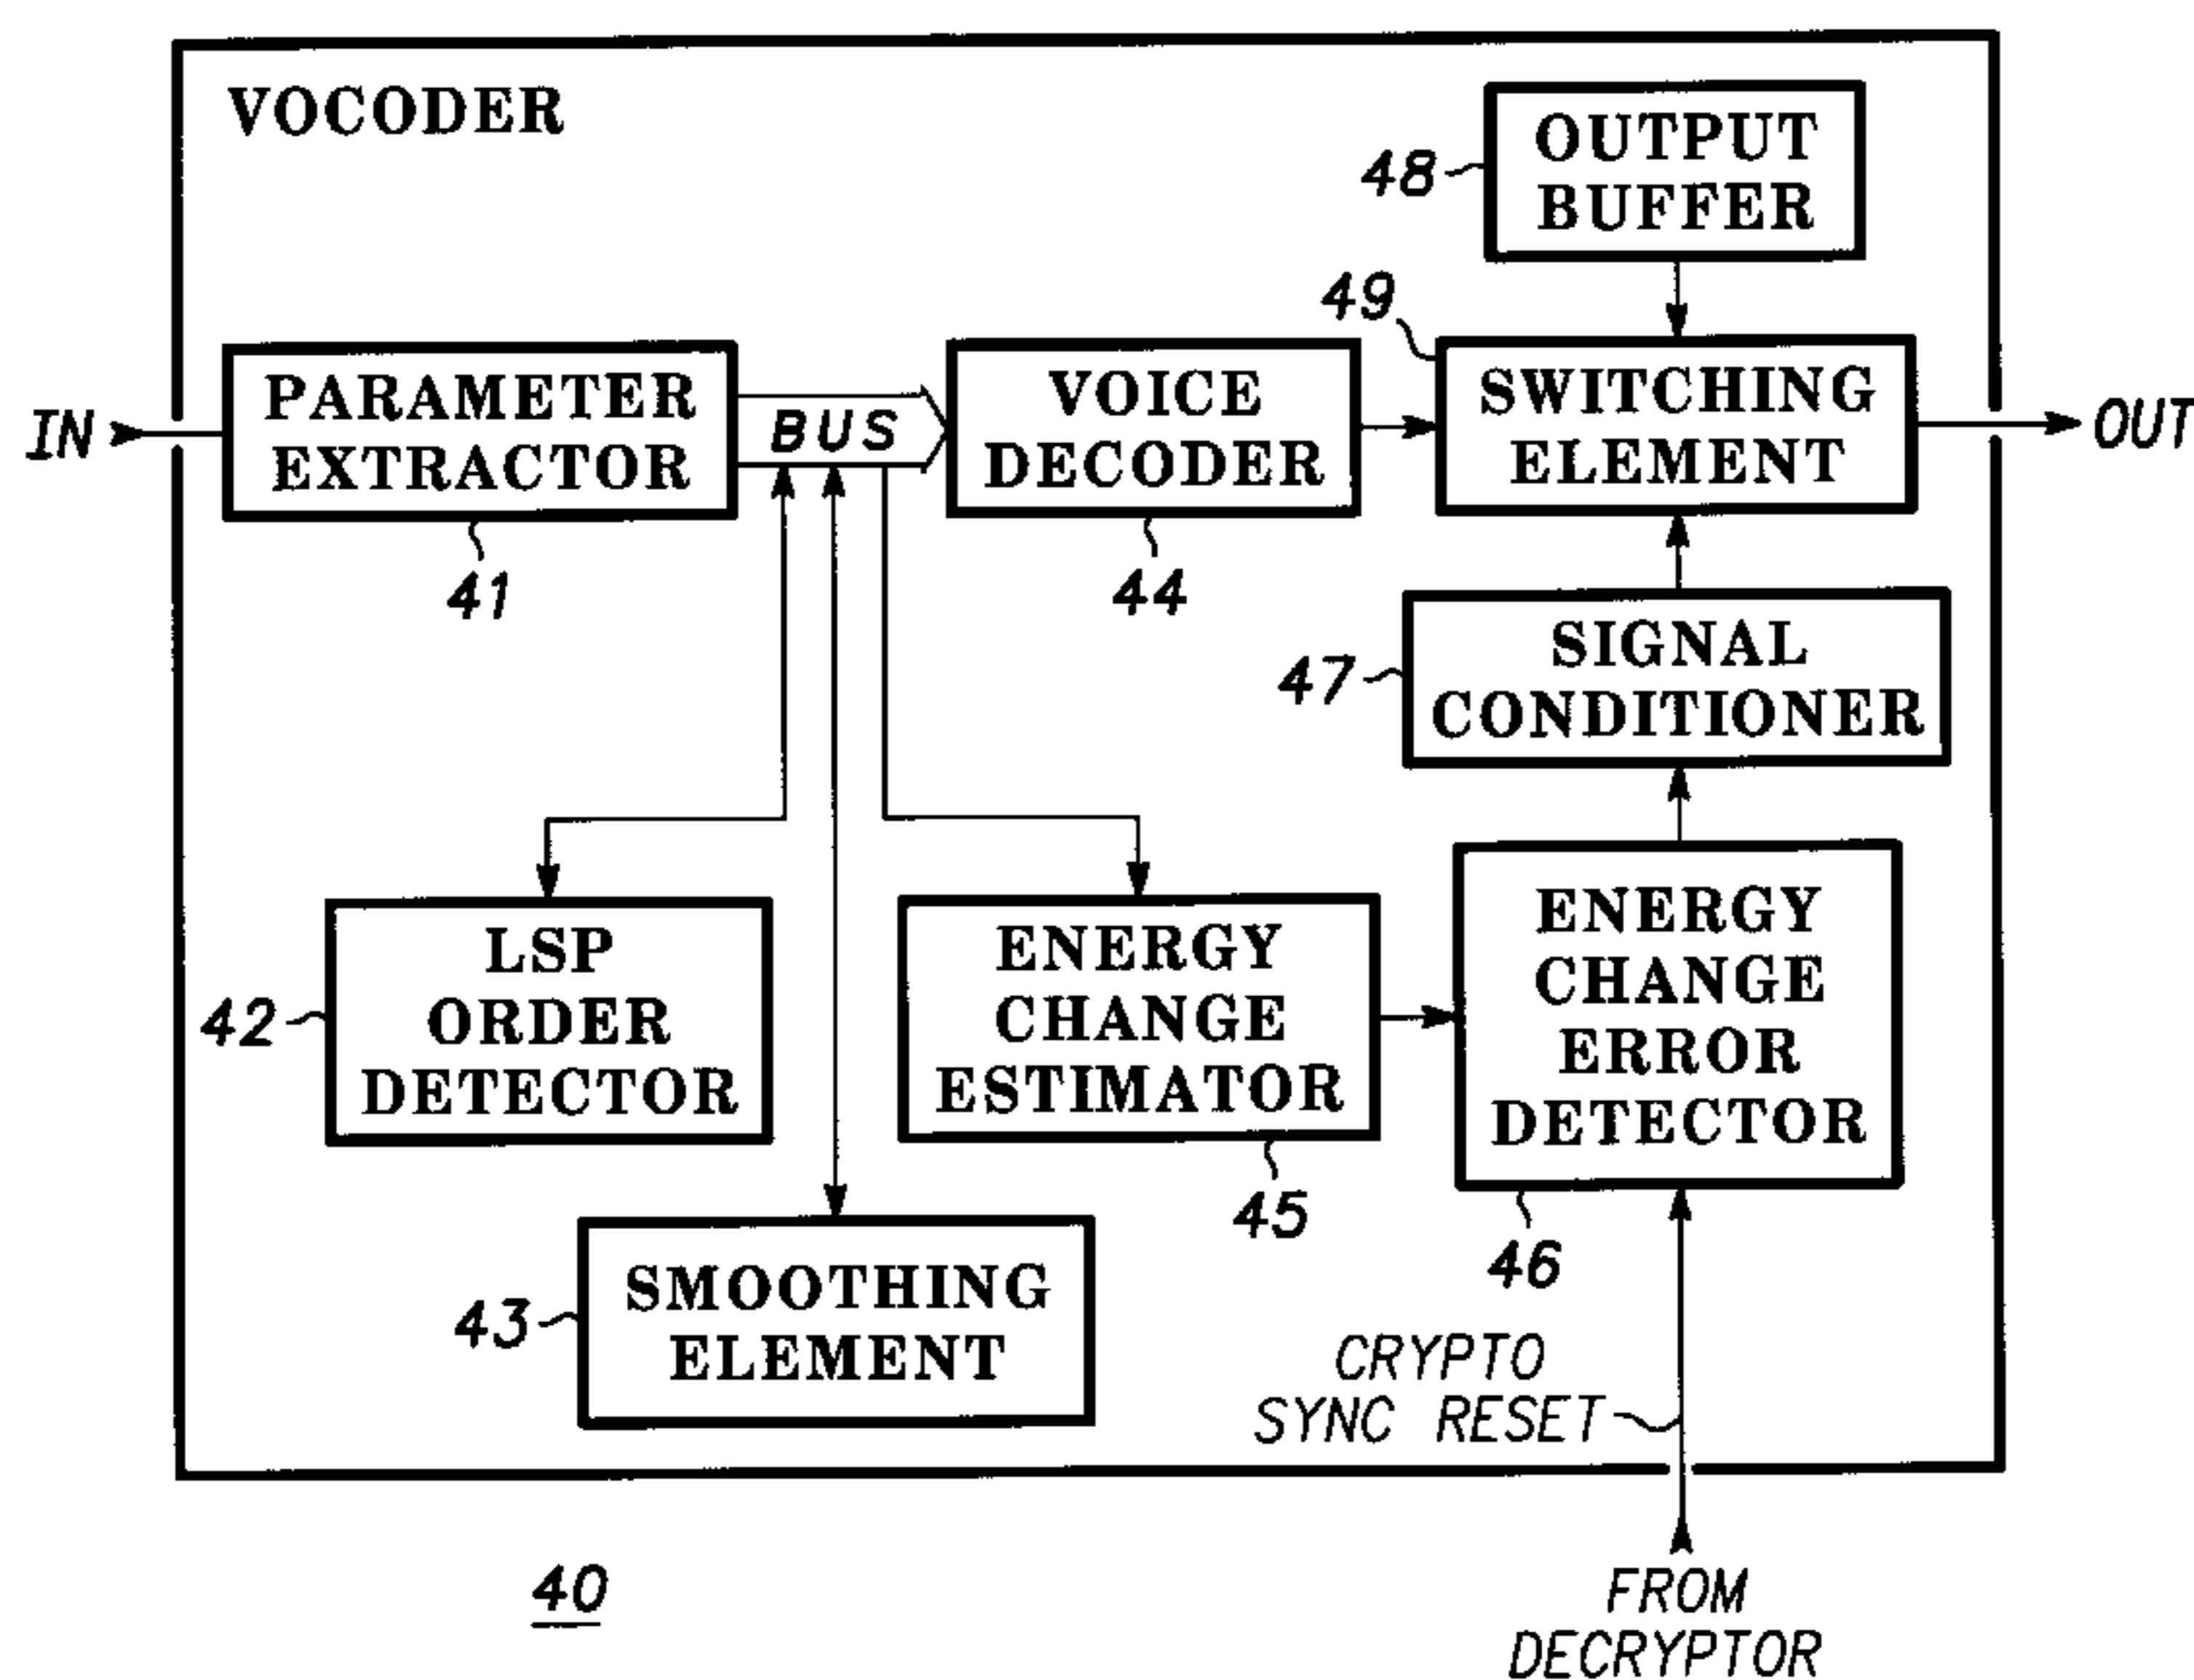 VOCODER
OUTPUT
BUFFER
48
49
IN
PARAMETER
EXTRACTOR
41
BUS
VOICE
DECODER
44
SWITCHING
ELEMENT
OUT
SIGNAL
CONDITIONER
47
LSP
ORDER
DETECTOR
42
ENERGY
CHANGE
ESTIMATOR
45
ENERGY
CHANGE
ERROR
DETECTOR
46
SMOOTHING
ELEMENT
43
CRYPTO
SYNC RESET
40
FROM
DECRYPTOR